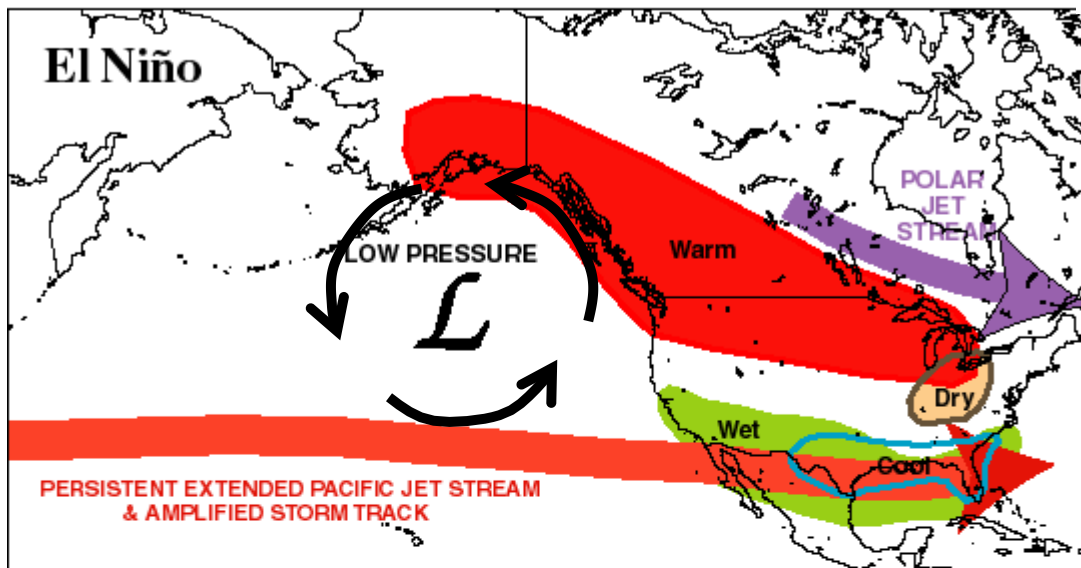 El Niño
POLAR
JET
STREAM
LOW PRESSURE
Warm
L
Dry
Wet
Cool
PERSISTENT EXTENDED PACIFIC JET STREAM
& AMPLIFIED STORM TRACK